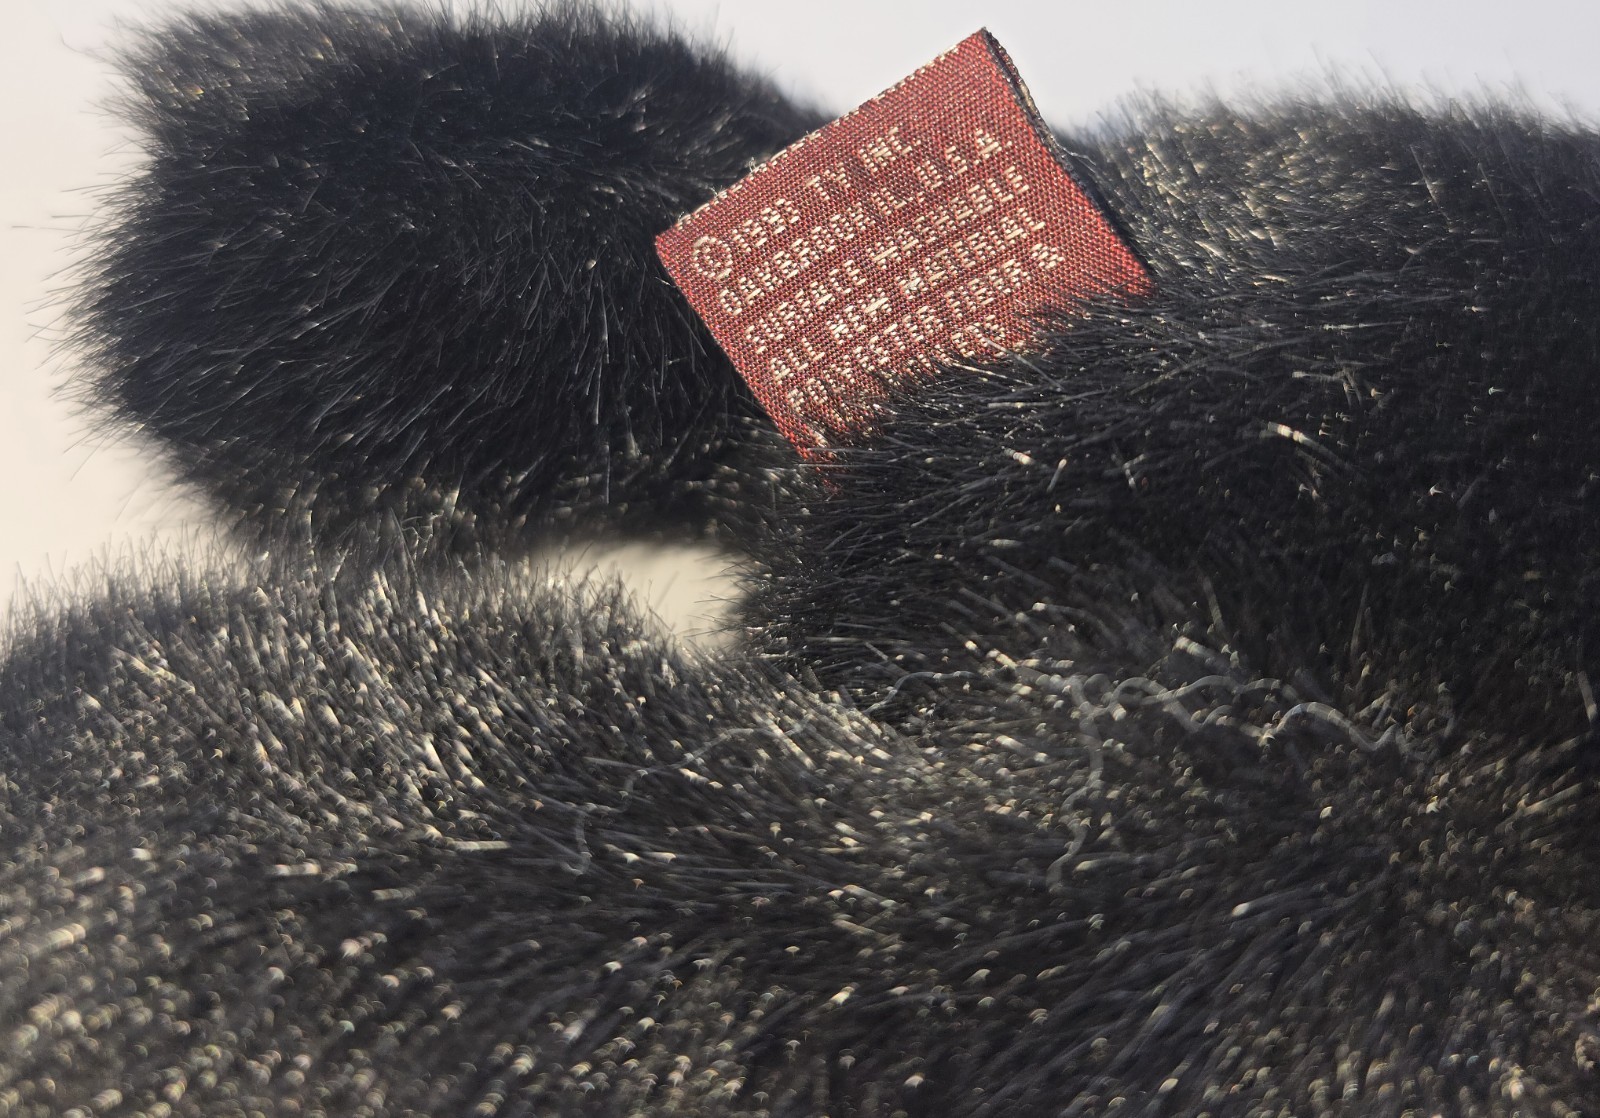 © 1993 TY INC
OAKBROOK IL. U.S.A
SURFACE WASHABLE
ALL NEW MATERIAL
POLYESTER FIBER &